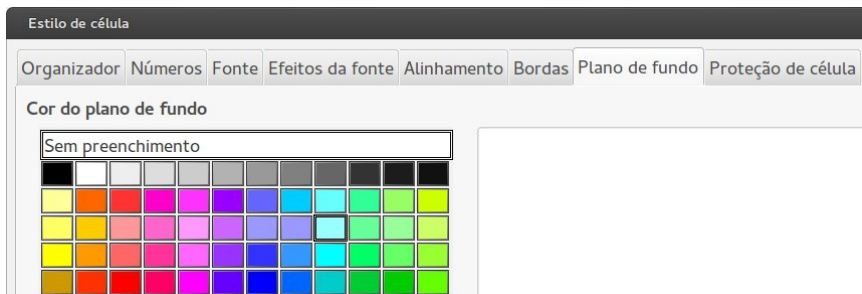 Estilo de célula
Organizador Números Fonte Efeitos da fonte Alinhamento Bordas Plano de fundo Proteção de célula
Cor do plano de fundo
Sem preenchimento